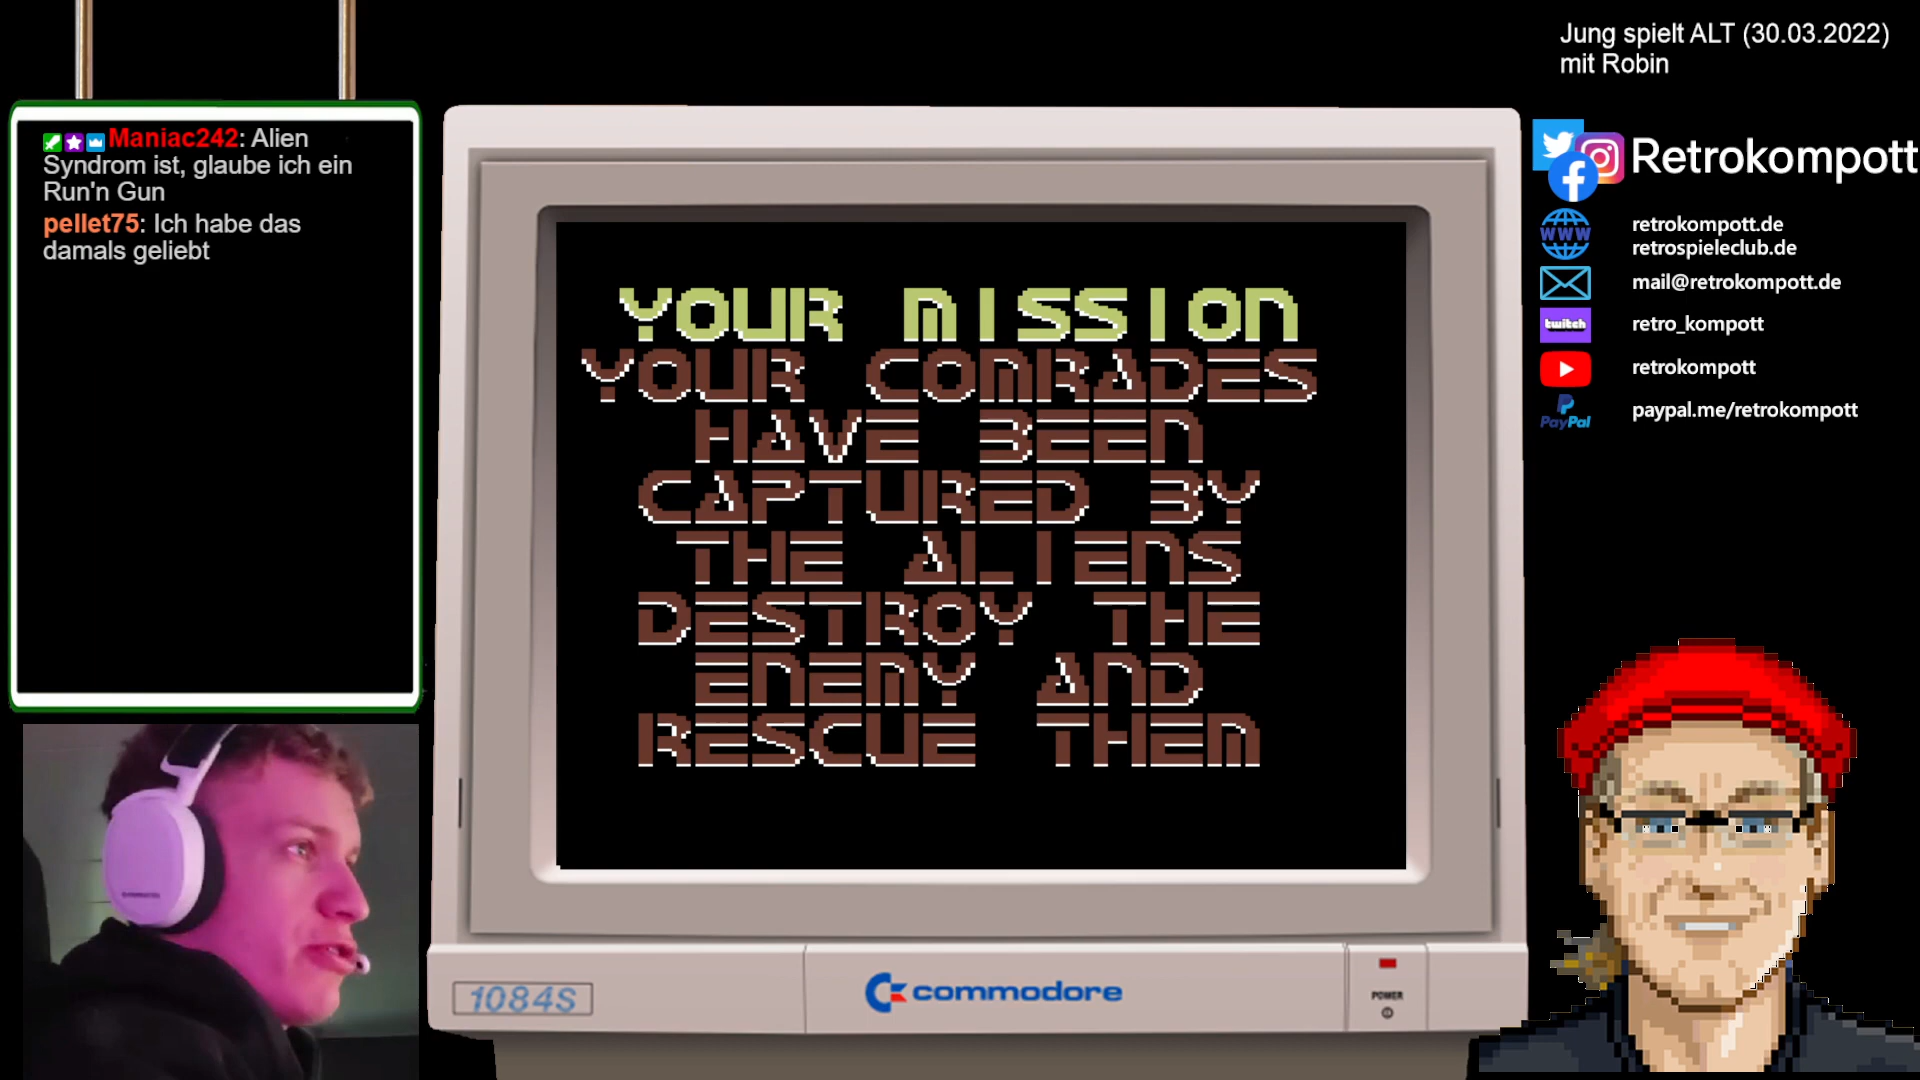 Jung spielt ALT (30.03.2022)
mit Robin
Maniac242: Alien
Syndrom ist, glaube ich ein
Run'n Gun
pellet75: Ich habe das
damals geliebt
YOUR MISSION
YOUR COMRADES
HAVE BEEN
CAPTURED BY
THE ALIENS
DESTROY THE
ENEMY AND
RESCUE THEM
1084S
commodore
POWER
Retrokompott
WWW
retrokompott.de
retrospieleclub.de
mail@retrokompott.de
twitch
retro_kompott
retrokompott
PayPal
paypal.me/retrokompott